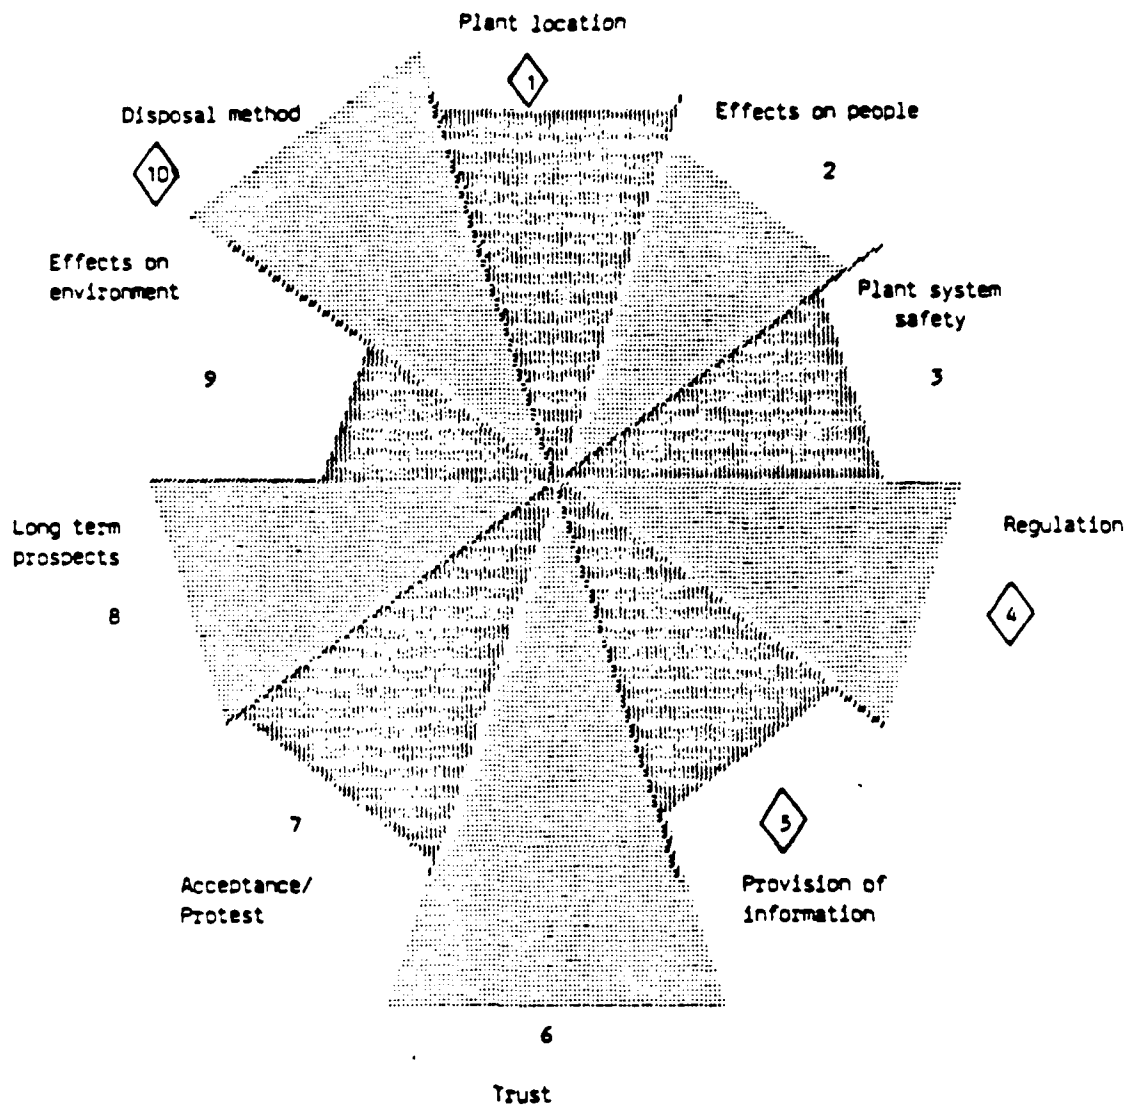 Plant location
1
Effects on people
2
Plant system
safety
3
Regulation
4
5
Provision of
information
6
Trust
7
Acceptance/
Protest
Long term
prospects
8
Effects on
environment
9
Disposal method
10